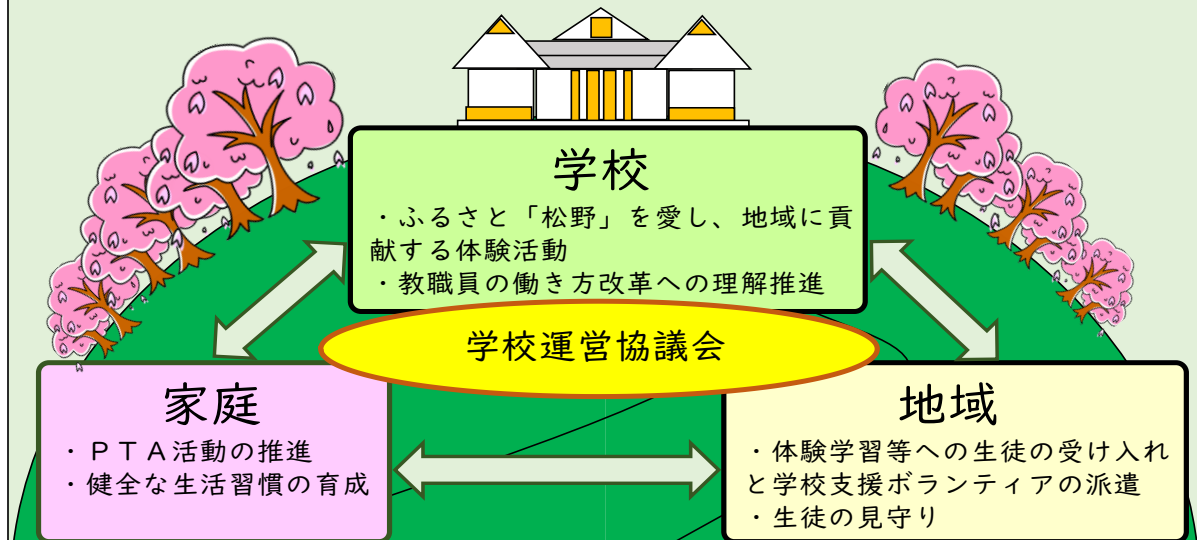 学校
・ふるさと「松野」を愛し、地域に貢
献する体験活動
・教職員の働き方改革への理解推進
学校運営協議会
家庭
・ＰＴＡ活動の推進
・健全な生活習慣の育成
地域
・体験学習等への生徒の受け入れ
と学校支援ボランティアの派遣
・生徒の見守り